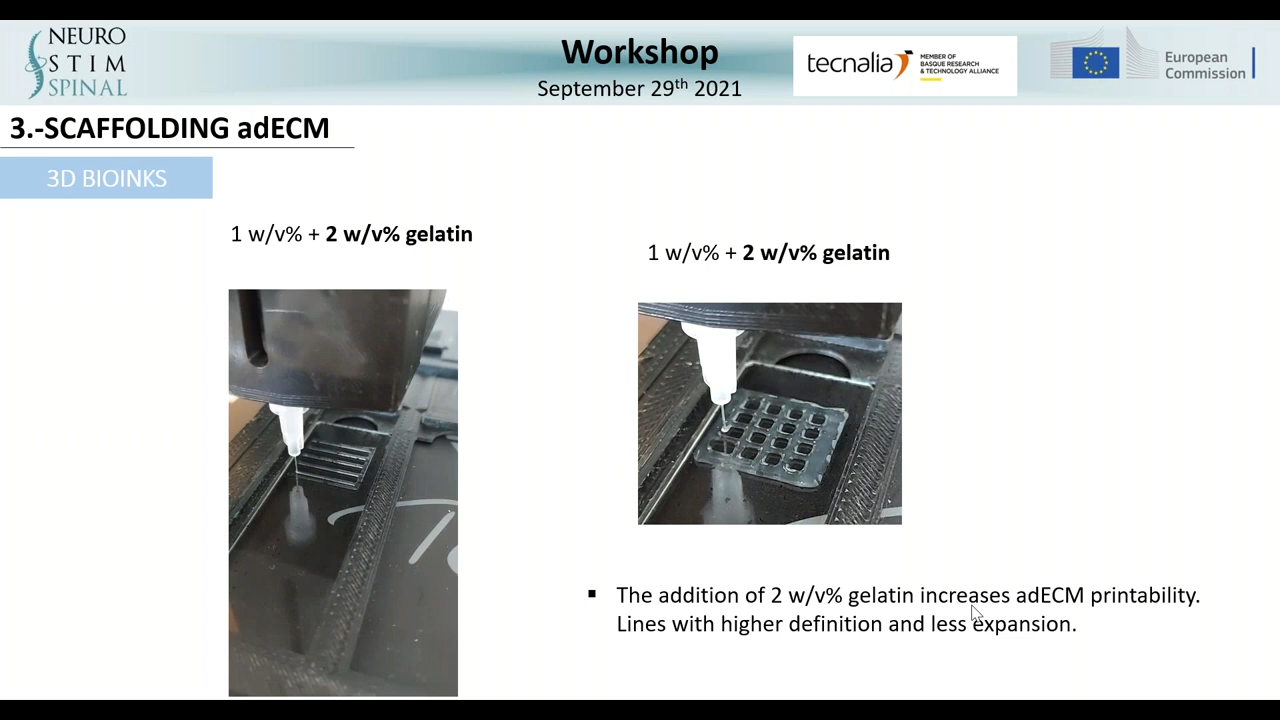 NEURO
STIM
SPINAL
Workshop
September 29th 2021
tecnalia
MEMBER OF
BASQUE RESEARCH
& TECHNOLOGY ALLIANCE
European
Commission
3.-SCAFFOLDING adECM
3D BIOINKS
1 w/v% + 2 w/v% gelatin
1 w/v% + 2 w/v% gelatin
▪ The addition of 2 w/v% gelatin increases adECM printability.
Lines with higher definition and less expansion.